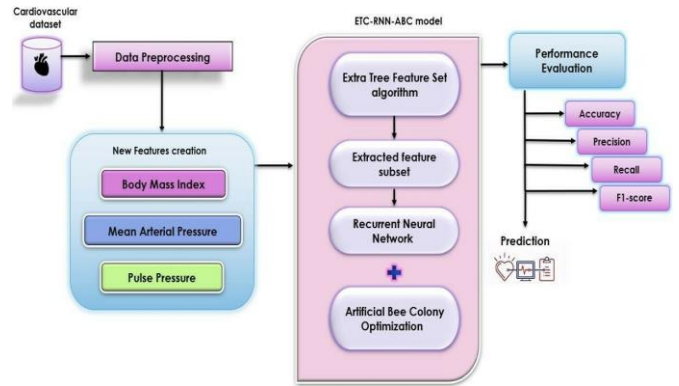 Cardiovascular
dataset
Data Preprocessing
New Features creation
Body Mass Index
Mean Arterial Pressure
Pulse Pressure
ETC-RNN-ABC model
Extra Tree Feature Set
algorithm
Extracted feature
subset
Recurrent Neural
Network
Artificial Bee Colony
Optimization
Performance
Evaluation
Accuracy
Precision
Recall
F1-score
Prediction